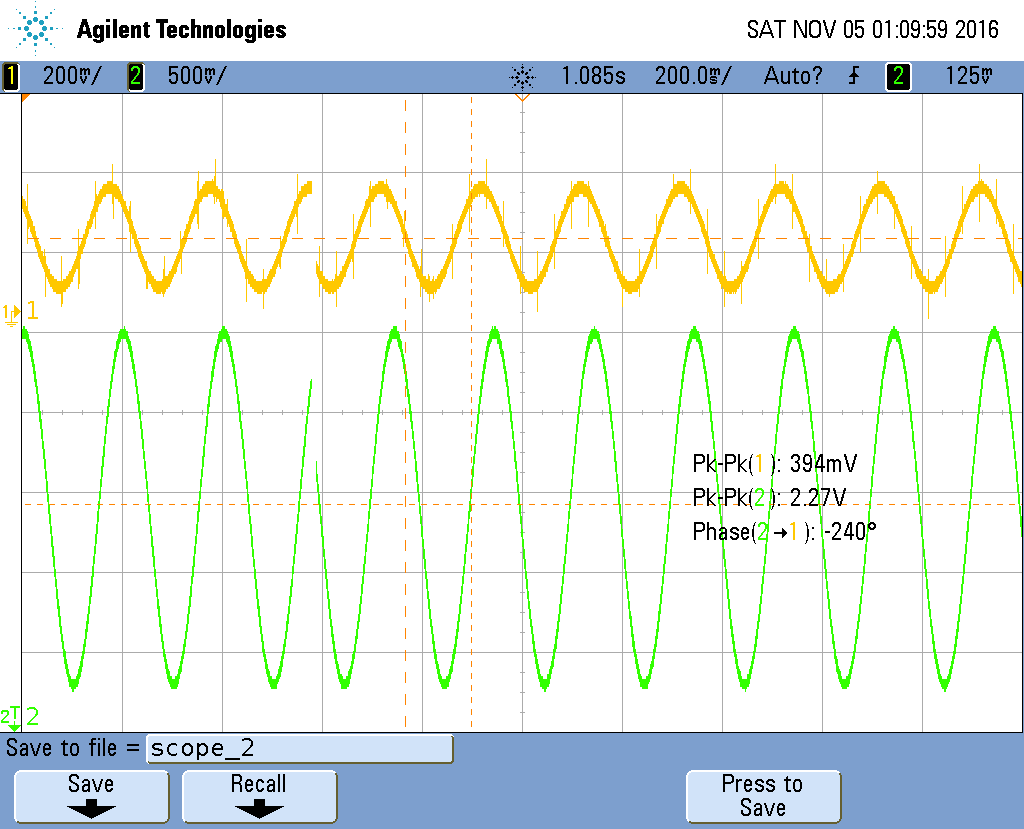 Agilent Technologies
SAT NOV 05 01:09:59 2016
1 200mV/ 2 500mV/ 1.085s 200.0ms/ Auto? 2 125mV
1 1
Pk-Pk(1): 394mV
Pk-Pk(2): 2.27V
Phase(2→1): -240°
2 2
Save to file = scope_2
Save Recall Press to
Save